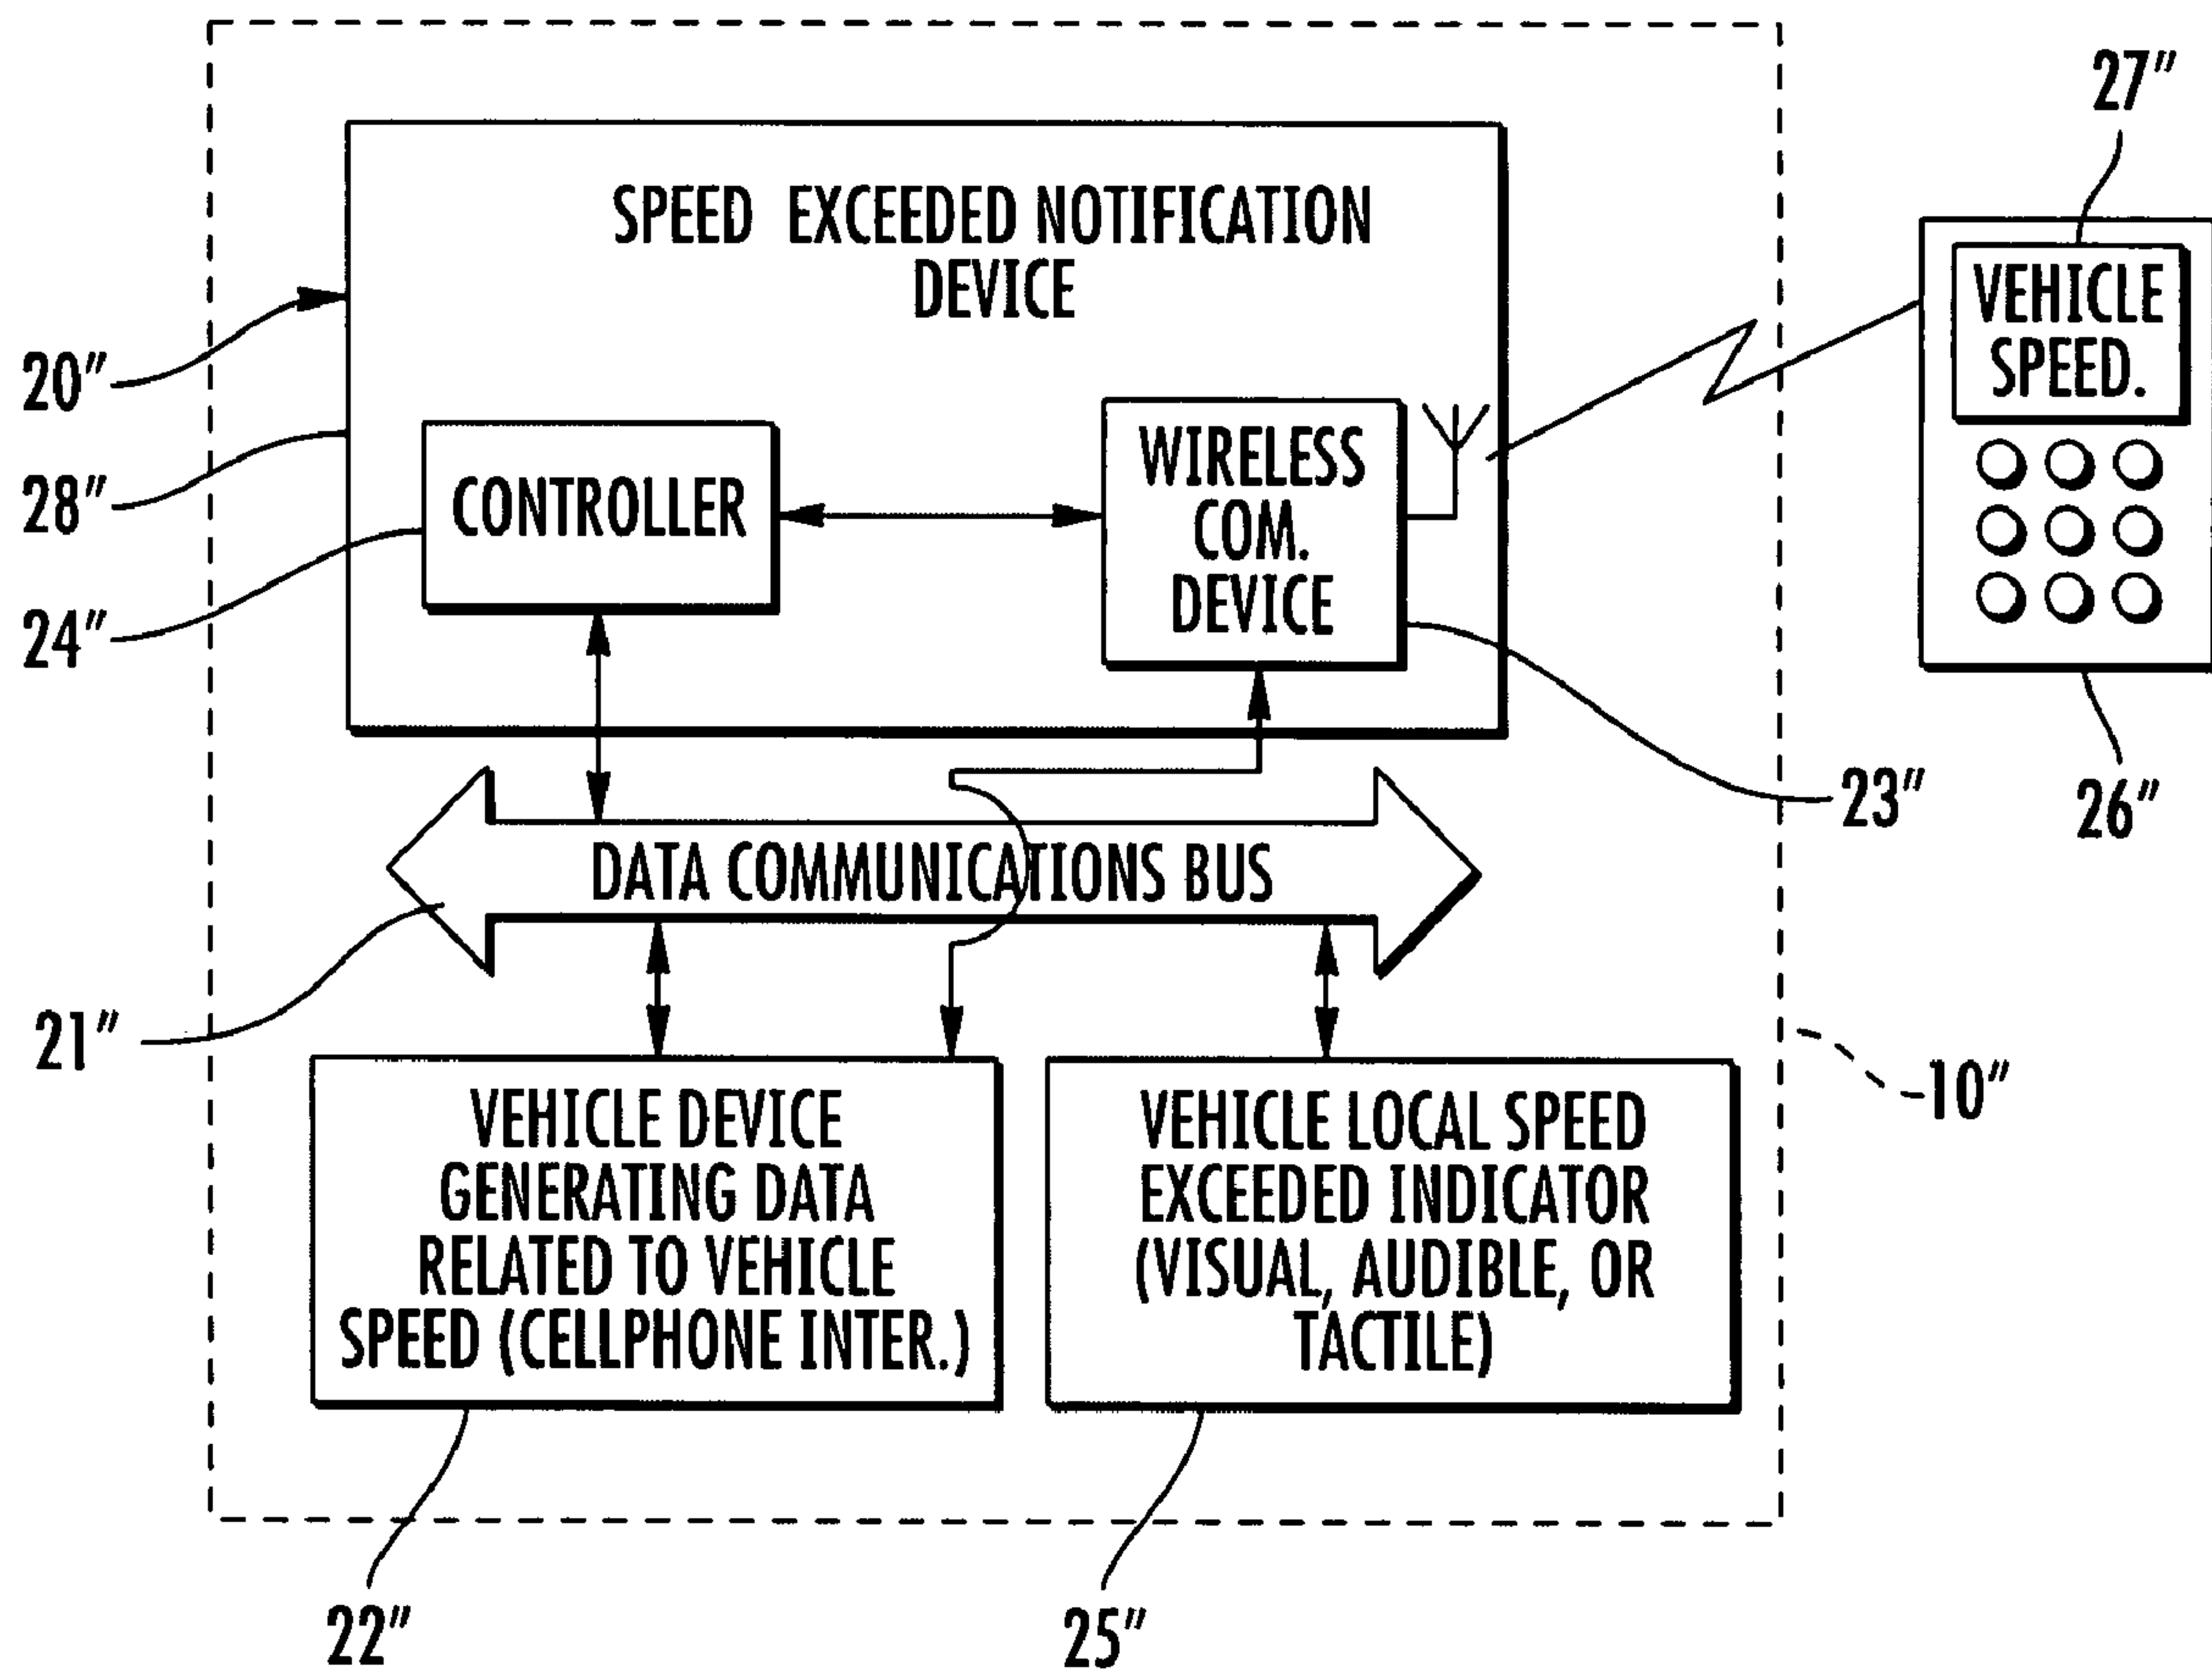 27″
SPEED EXCEEDED NOTIFICATION
DEVICE
VEHICLE
SPEED.
20″
28″
24″
CONTROLLER
WIRELESS
COM.
DEVICE
23″
26″
DATA COMMUNICATIONS BUS
21″
10″
VEHICLE DEVICE
GENERATING DATA
RELATED TO VEHICLE
SPEED (CELLPHONE INTER.)
VEHICLE LOCAL SPEED
EXCEEDED INDICATOR
(VISUAL, AUDIBLE, OR
TACTILE)
22″
25″